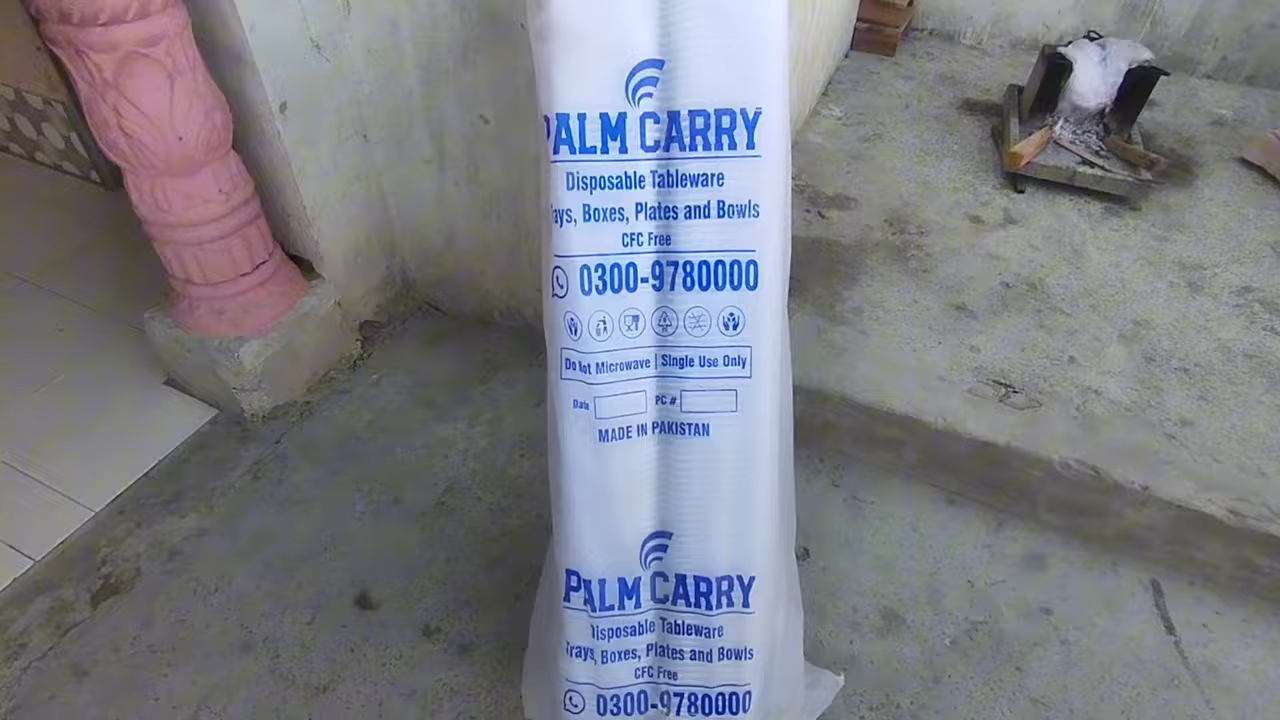 PALM CARRY
Disposable Tableware
Trays, Boxes, Plates and Bowls
CFC Free
0300-9780000
Do Not Microwave | Single Use Only
Date PC #
MADE IN PAKISTAN
PALM CARRY
Disposable Tableware
Trays, Boxes, Plates and Bowls
CFC Free
0300-9780000